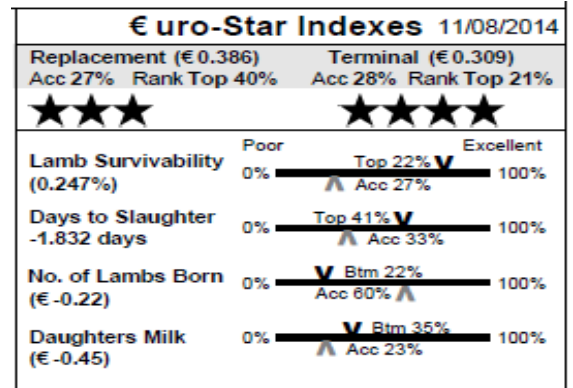 €uro-Star Indexes 11/08/2014
Replacement (€0.386) Terminal (€0.309)
Acc 27% Rank Top 40% Acc 28% Rank Top 21%
Poor Excellent
Lamb Survivability
(0.247%)
0% Top 22% 100%
Acc 27%
Days to Slaughter
-1.832 days
0% Top 41% 100%
Acc 33%
No. of Lambs Born
(€-0.22)
0% Btm 22% 100%
Acc 60%
Daughters Milk
(€-0.45)
0% Btm 35% 100%
Acc 23%